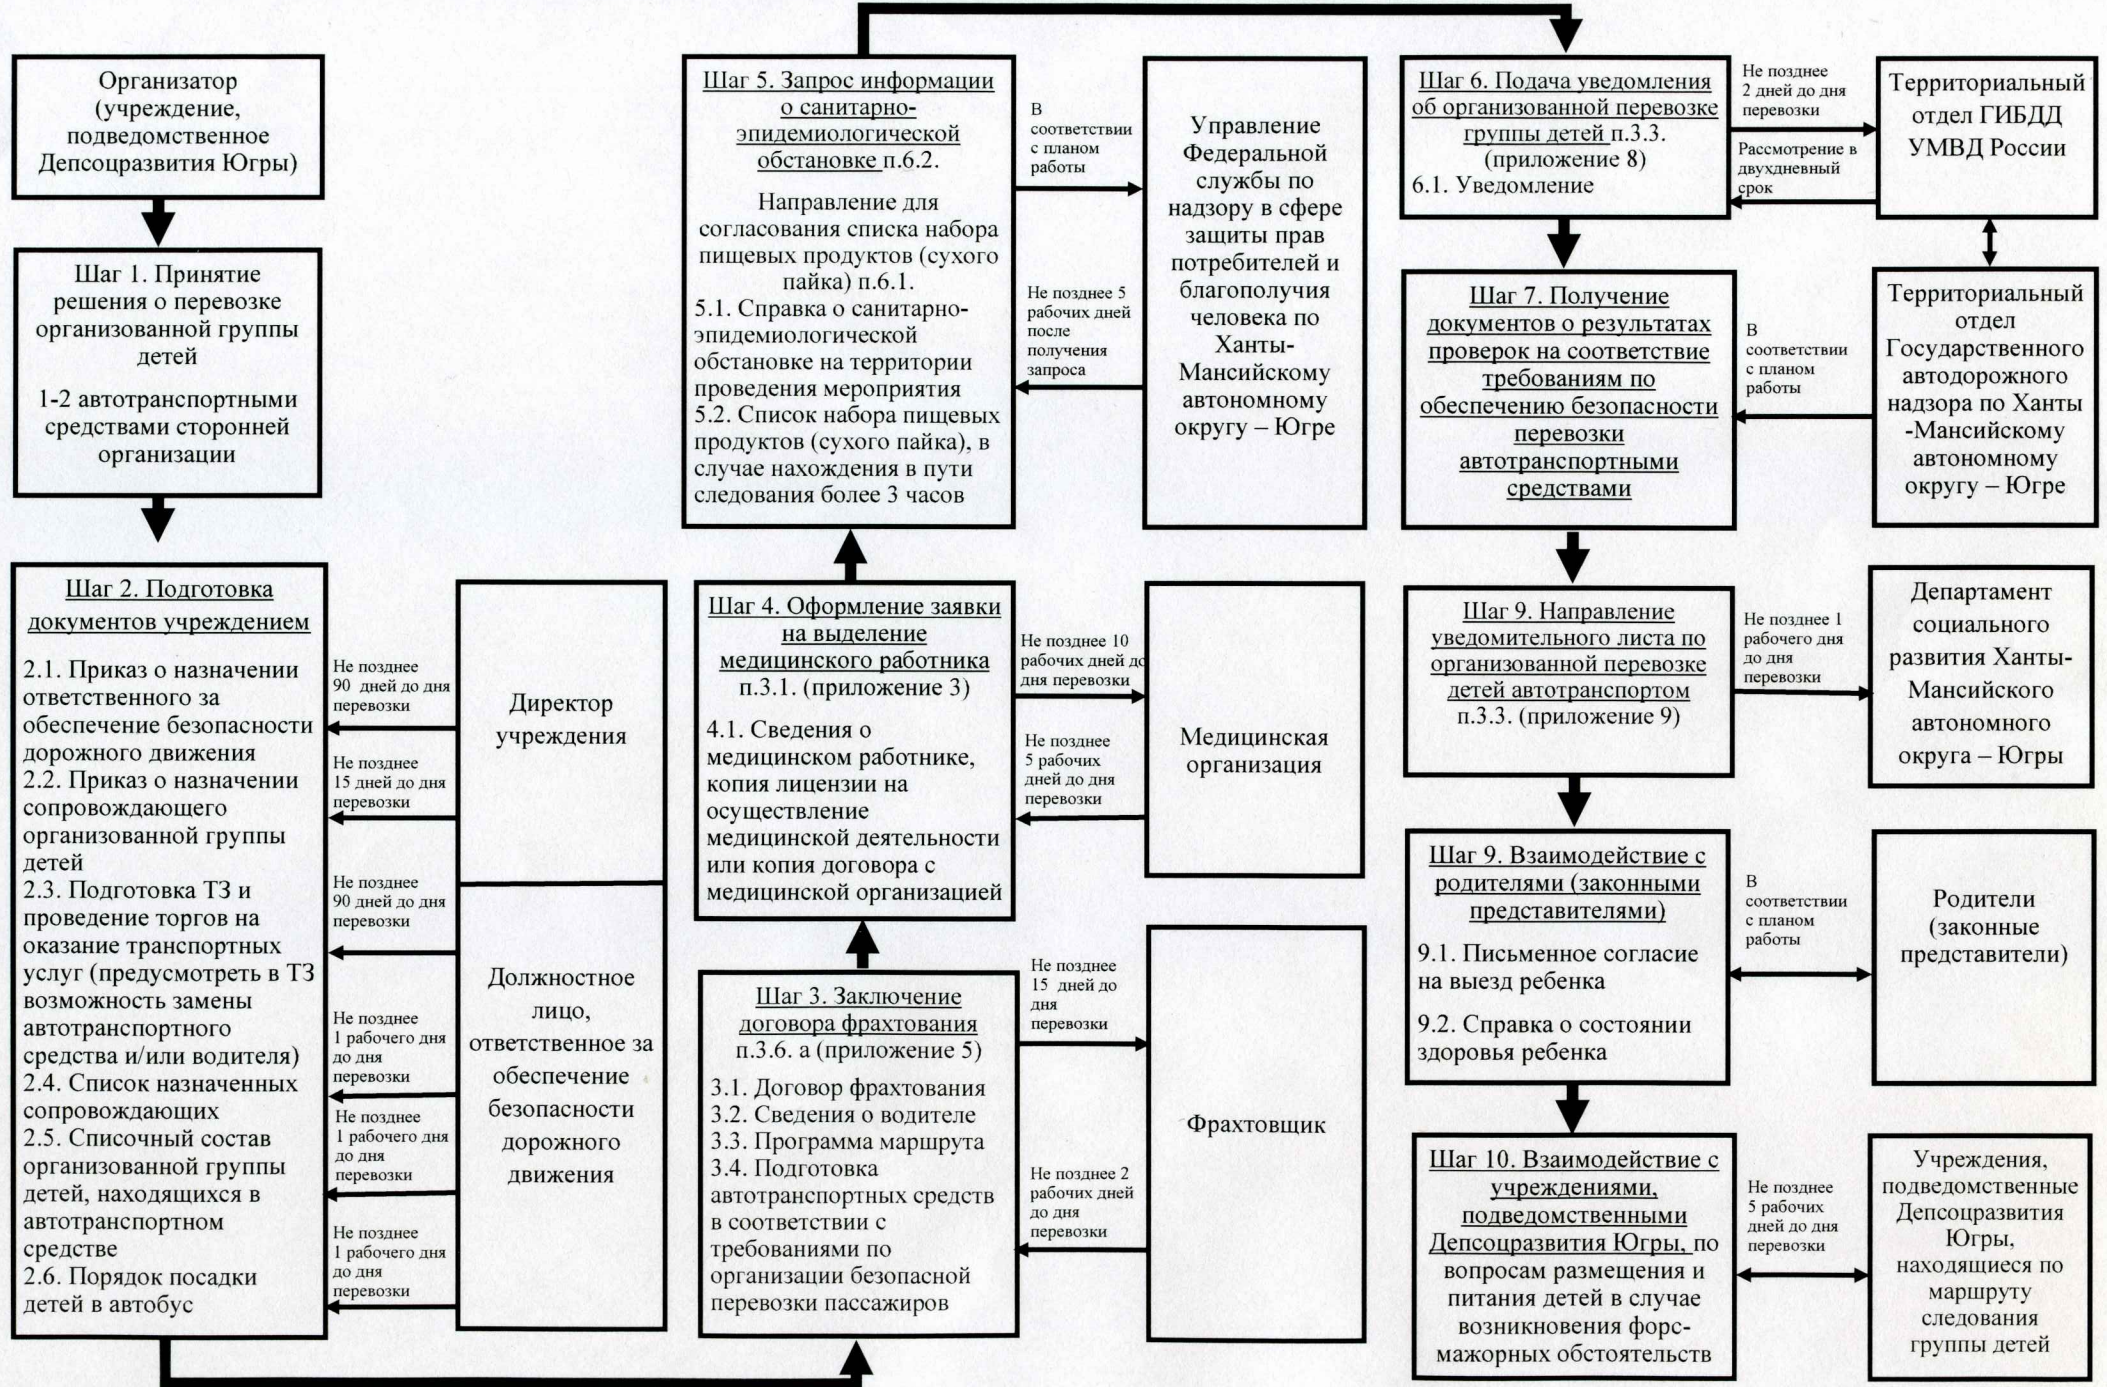 Организатор
(учреждение,
подведомственное
Депсоцразвития Югры)
Шаг 1. Принятие
решения о перевозке
организованной группы
детей
1-2 автотранспортными
средствами сторонней
организации
Шаг 2. Подготовка
документов учреждением
2.1. Приказ о назначении
ответственного за
обеспечение безопасности
дорожного движения
2.2. Приказ о назначении
сопровождающего
организованной группы
детей
2.3. Подготовка ТЗ и
проведение торгов на
оказание транспортных
услуг (предусмотреть в ТЗ
возможность замены
автотранспортного
средства и/или водителя)
2.4. Список назначенных
сопровождающих
2.5. Списочный состав
организованной группы
детей, находящихся в
автотранспортном
средстве
2.6. Порядок посадки
детей в автобус
Не позднее
90 дней до дня
перевозки
Не позднее
15 дней до дня
перевозки
Не позднее
90 дней до дня
перевозки
Не позднее
1 рабочего дня
до дня
перевозки
Не позднее
1 рабочего дня
до дня
перевозки
Не позднее
1 рабочего дня
до дня
перевозки
Директор
учреждения
Должностное
лицо,
ответственное за
обеспечение
безопасности
дорожного
движения
Шаг 5. Запрос информации
о санитарно-
эпидемиологической
обстановке п.6.2.
Направление для
согласования списка набора
пищевых продуктов (сухого
пайка) п.6.1.
5.1. Справка о санитарно-
эпидемиологической
обстановке на территории
проведения мероприятия
5.2. Список набора пищевых
продуктов (сухого пайка), в
случае нахождения в пути
следования более 3 часов
В
соответствии
с планом
работы
Не позднее 5
рабочих дней
после
получения
запроса
Управление
Федеральной
службы по
надзору в сфере
защиты прав
потребителей и
благополучия
человека по
Ханты-
Мансийскому
автономному
округу – Югре
Шаг 4. Оформление заявки
на выделение
медицинского работника
п.3.1. (приложение 3)
4.1. Сведения о
медицинском работнике,
копия лицензии на
осуществление
медицинской деятельности
или копия договора с
медицинской организацией
Не позднее 10
рабочих дней до
дня перевозки
Не позднее
5 рабочих
дней до дня
перевозки
Медицинская
организация
Шаг 3. Заключение
договора фрахтования
п.3.6. а (приложение 5)
3.1. Договор фрахтования
3.2. Сведения о водителе
3.3. Программа маршрута
3.4. Подготовка
автотранспортных средств
в соответствии с
требованиями по
организации безопасной
перевозки пассажиров
Не позднее
15 дней до
дня
перевозки
Не позднее 2
рабочих дней
до дня
перевозки
Фрахтовщик
Шаг 6. Подача уведомления
об организованной перевозке
группы детей п.3.3.
(приложение 8)
6.1. Уведомление
Не позднее
2 дней до дня
перевозки
Рассмотрение в
двухдневный
срок
Территориальный
отдел ГИБДД
УМВД России
Шаг 7. Получение
документов о результатах
проверок на соответствие
требованиям по
обеспечению безопасности
перевозки
автотранспортными
средствами
В
соответствии
с планом
работы
Территориальный
отдел
Государственного
автодорожного
надзора по Ханты
-Мансийскому
автономному
округу – Югре
Шаг 9. Направление
уведомительного листа по
организованной перевозке
детей автотранспортом
п.3.3. (приложение 9)
Не позднее 1
рабочего дня
до дня
перевозки
Департамент
социального
развития Ханты-
Мансийского
автономного
округа – Югры
Шаг 9. Взаимодействие с
родителями (законными
представителями)
9.1. Письменное согласие
на выезд ребенка
9.2. Справка о состоянии
здоровья ребенка
В
соответствии
с планом
работы
Родители
(законные
представители)
Шаг 10. Взаимодействие с
учреждениями,
подведомственными
Депсоцразвития Югры, по
вопросам размещения и
питания детей в случае
возникновения форс-
мажорных обстоятельств
Не позднее
5 рабочих
дней до дня
перевозки
Учреждения,
подведомственные
Депсоцразвития
Югры,
находящиеся по
маршруту
следования
группы детей